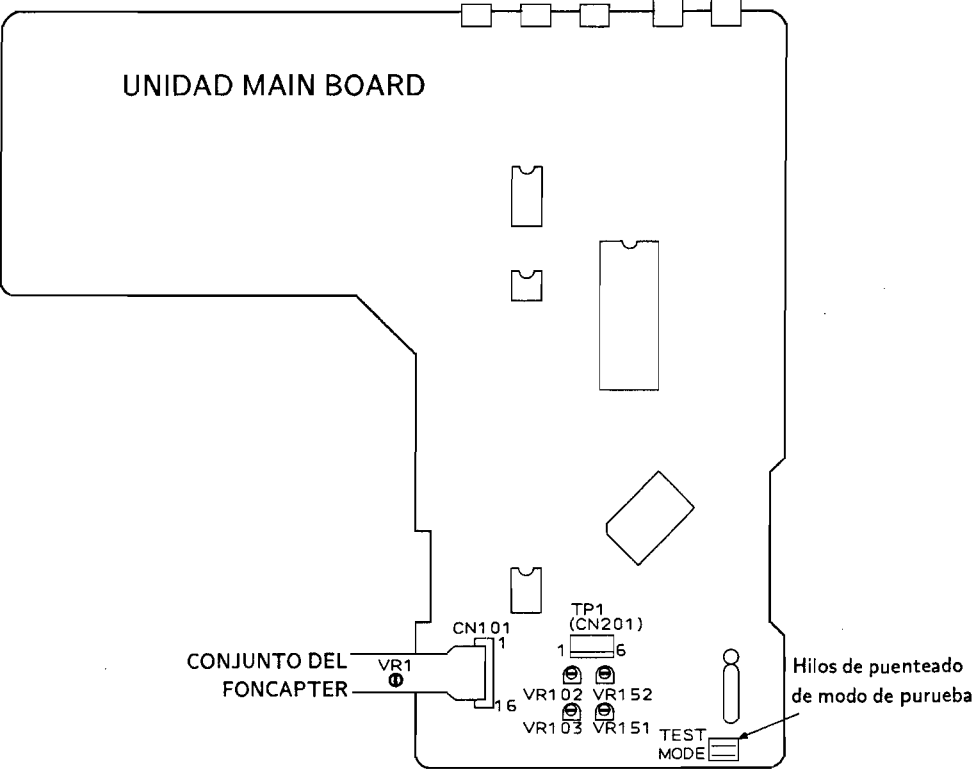 UNIDAD MAIN BOARD
TP1
(CN201)
1 6
CN101
1
CONJUNTO DEL
FONCAPTER
VR1
16
VR102 VR152
VR103 VR151
TEST
MODE
Hilos de puenteado
de modo de purueba